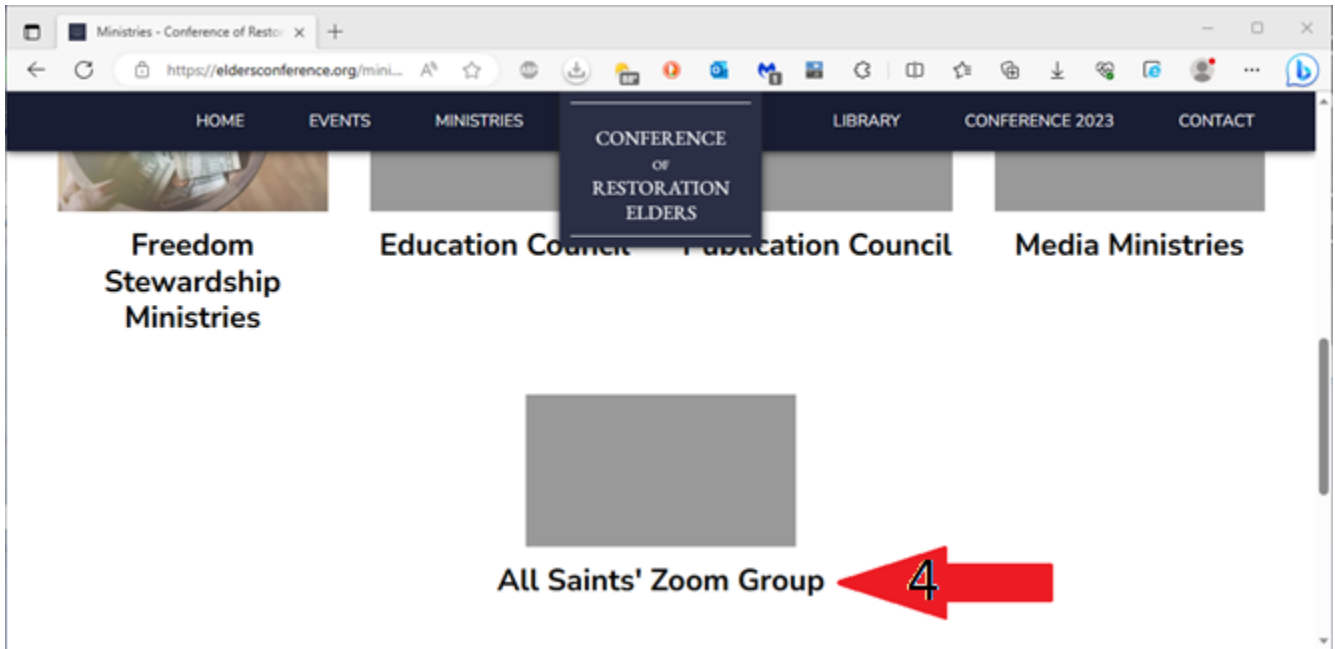 Ministries - Conference of Restor
https://eldersconference.org/mini...
HOME EVENTS MINISTRIES LIBRARY CONFERENCE 2023 CONTACT
CONFERENCE
OF
RESTORATION
ELDERS
Freedom
Stewardship
Ministries
Education Council
Publication Council
Media Ministries
All Saints' Zoom Group
4